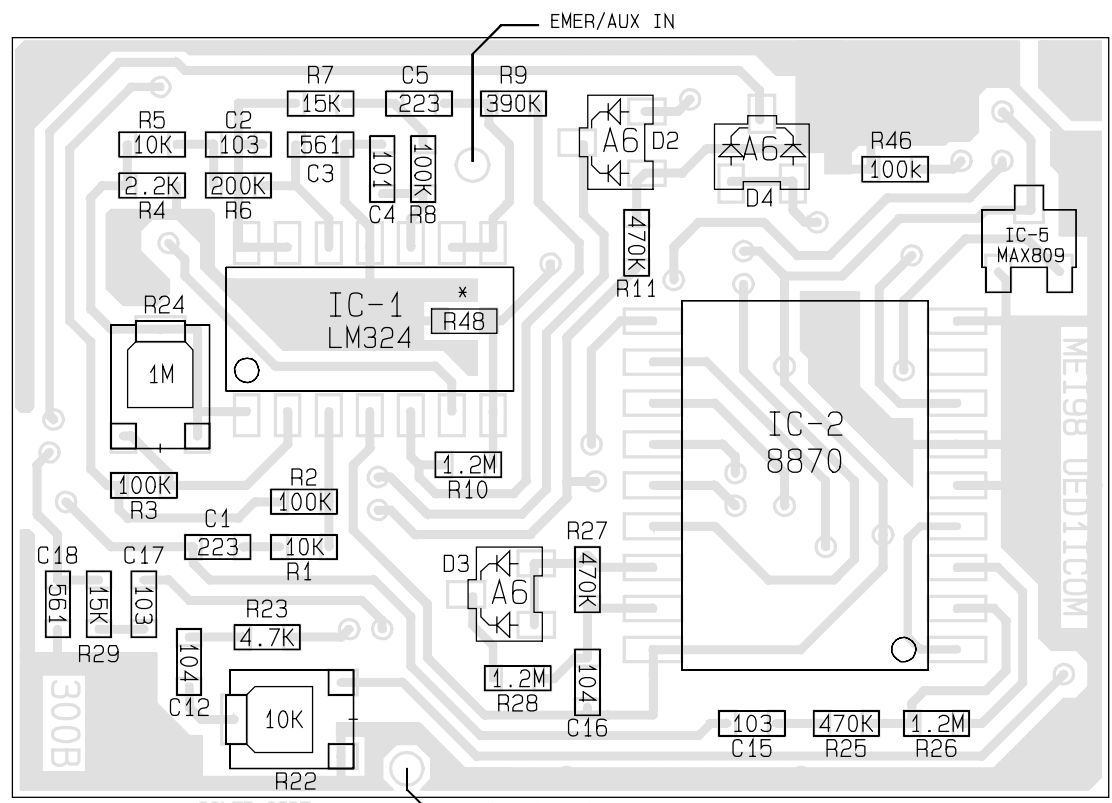 EMER/AUX IN
R7
C5
R9
15K
223
390K
R5
C2
10K
103
561
C3
101
C4
100K
R8
2.2K
200K
R4
R6
A6
D2
A6
D4
R46
100k
470K
R11
IC-5
MAX809
IC-1
LM324
*
R48
R24
1M
IC-2
8870
ME198 UED1ICOM
1.2M
R10
100K
R3
R2
100K
C1
223
10K
R1
R27
470K
D3
A6
C18
561
15K
R29
C17
103
R23
4.7K
104
C12
1.2M
R28
104
C16
300B
10K
R22
103
C15
470K
R25
1.2M
R26